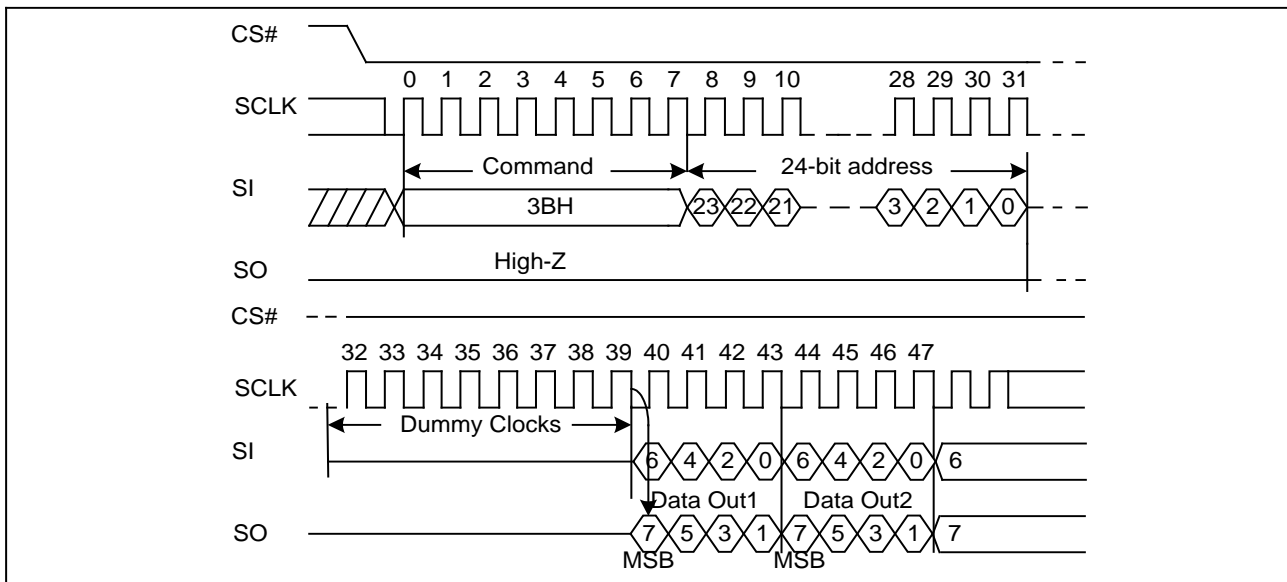 CS#
0 1 2 3 4 5 6 7 8 9 10 28 29 30 31
SCLK
Command 24-bit address
SI
3BH 23 22 21 3 2 1 0
High-Z
SO
CS#
32 33 34 35 36 37 38 39 40 41 42 43 44 45 46 47
SCLK
Dummy Clocks
SI
6 4 2 0 6 4 2 0 6
Data Out1 Data Out2
SO
7 5 3 1 7 5 3 1 7
MSB MSB